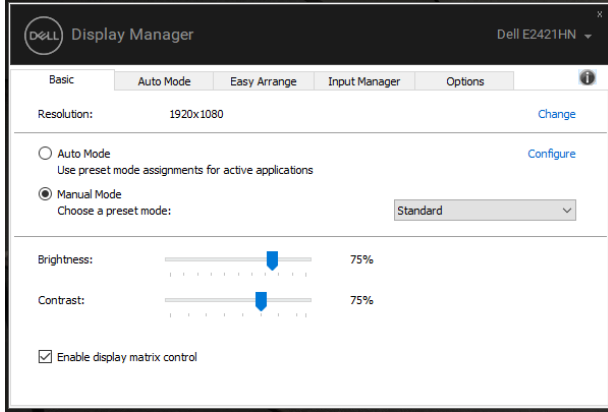 x
DELL Display Manager Dell E2421HN
Basic Auto Mode Easy Arrange Input Manager Options i
Resolution: 1920x1080 Change
Auto Mode Configure
Use preset mode assignments for active applications
Manual Mode
Choose a preset mode: Standard
Brightness: 75%
Contrast: 75%
Enable display matrix control